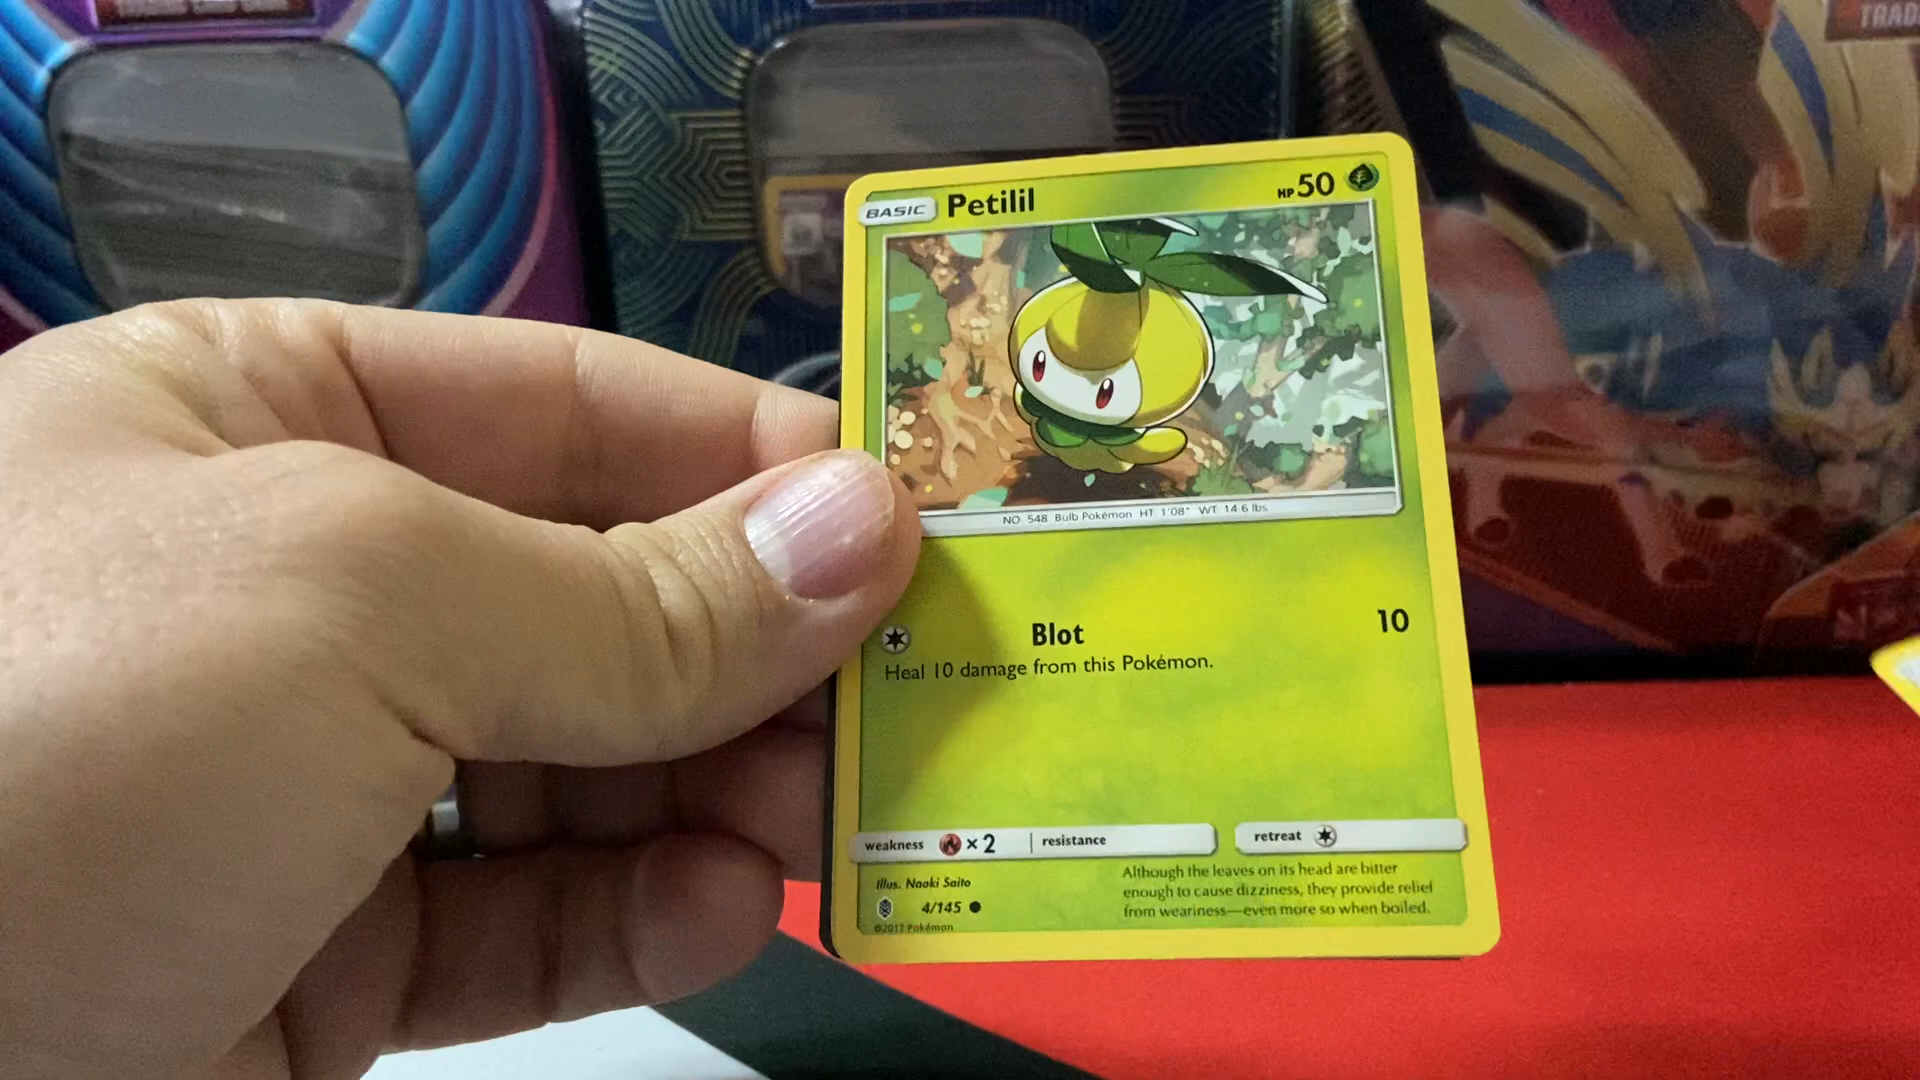 TRAD
BASIC Petilil HP 50
NO 548 Bulb Pokémon HT 1'08" WT 14.6 lbs
Blot 10
Heal 10 damage from this Pokémon.
weakness × 2 resistance retreat
Illus. Naoki Saito
4/145
©2017 Pokémon
Although the leaves on its head are bitter
enough to cause dizziness, they provide relief
from weariness—even more so when boiled.